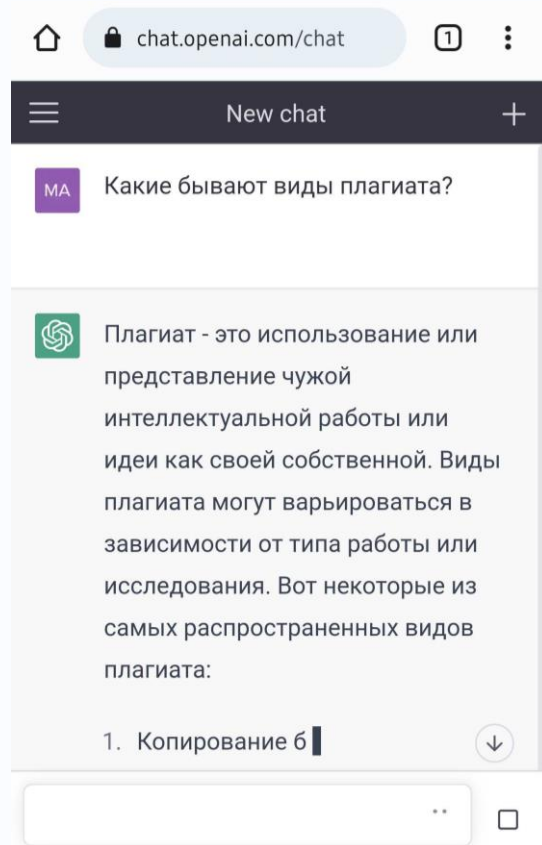 chat.openai.com/chat
1
New chat
MA
Какие бывают виды плагиата?
Плагиат - это использование или
представление чужой
интеллектуальной работы или
идеи как своей собственной. Виды
плагиата могут варьироваться в
зависимости от типа работы или
исследования. Вот некоторые из
самых распространенных видов
плагиата:
1. Копирование б